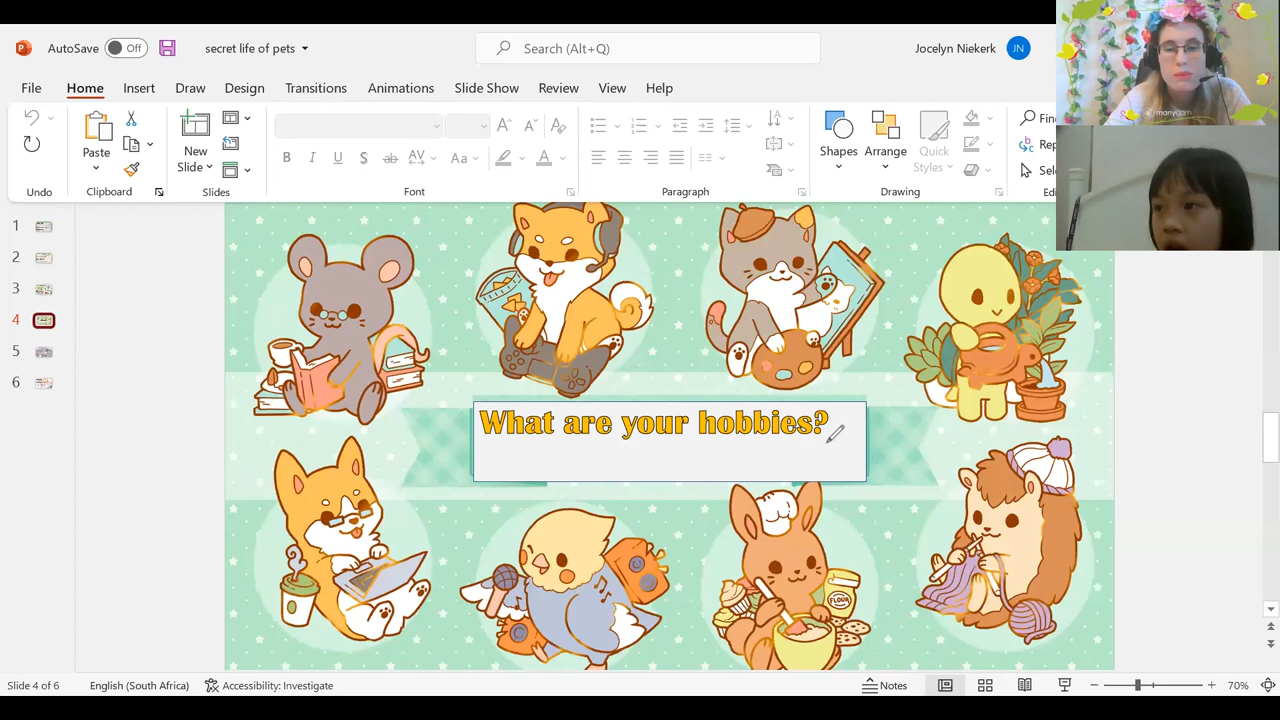 AutoSave Off secret life of pets Search (Alt+Q) Jocelyn Niekerk JN
File Home Insert Draw Design Transitions Animations Slide Show Review View Help
Paste New Slide Aa Shapes Arrange Quick Styles
Undo Clipboard Slides Font Paragraph Drawing
manycam
1
2
3
4
5
6
What are your hobbies?
FLOUR
Slide 4 of 6 English (South Africa) Accessibility: Investigate Notes 70%